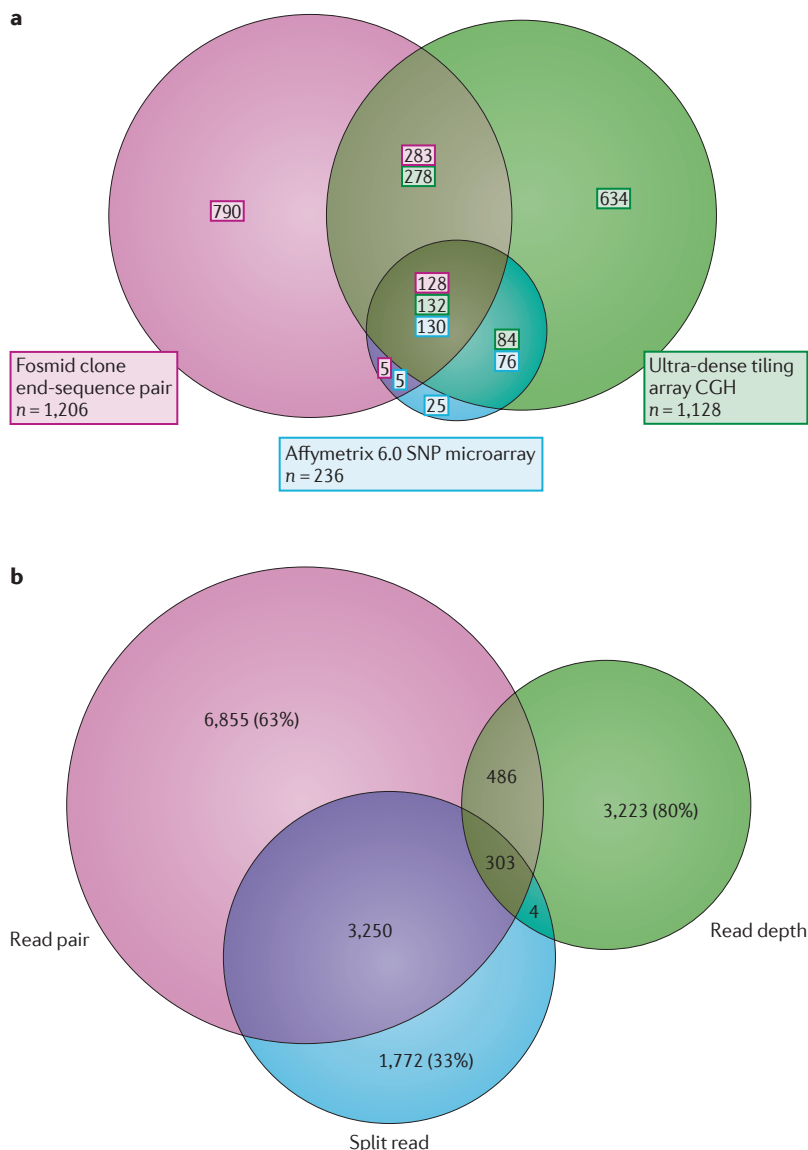 a
283
278
790
634
128
132
130
84
76
5
5
25
Fosmid clone
end-sequence pair
n = 1,206
Ultra-dense tiling
array CGH
n = 1,128
Affymetrix 6.0 SNP microarray
n = 236
b
6,855 (63%)
486
3,223 (80%)
303
4
3,250
Read pair
Read depth
1,772 (33%)
Split read